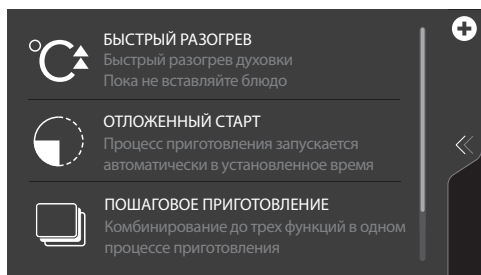 БЫСТРЫЙ РАЗОГРЕВ
Быстрый разогрев духовки
Пока не вставляйте блюдо
ОТЛОЖЕННЫЙ СТАРТ
Процесс приготовления запускается
автоматически в установленное время
ПОШАГОВОЕ ПРИГОТОВЛЕНИЕ
Комбинирование до трех функций в одном
процессе приготовления